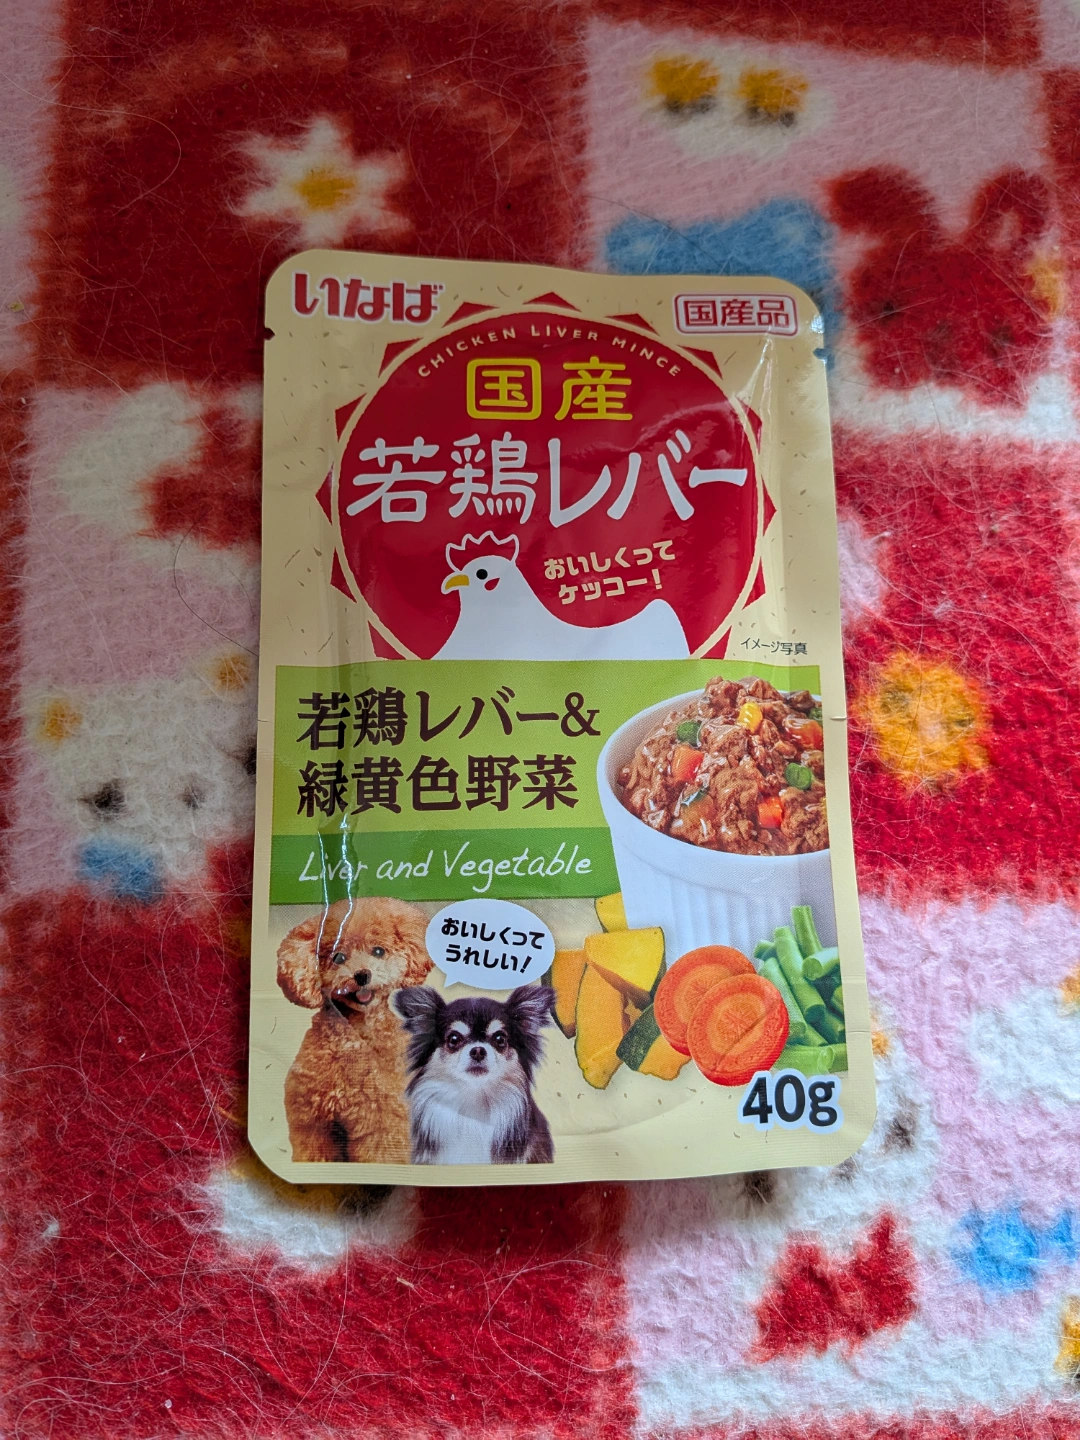 いなば
国産品
CHICKEN LIVER MINCE
国産
若鶏レバー
おいしくって
ケッコー!
イメージ写真
若鶏レバー&
緑黄色野菜
Liver and Vegetable
おいしくって
うれしい!
40g